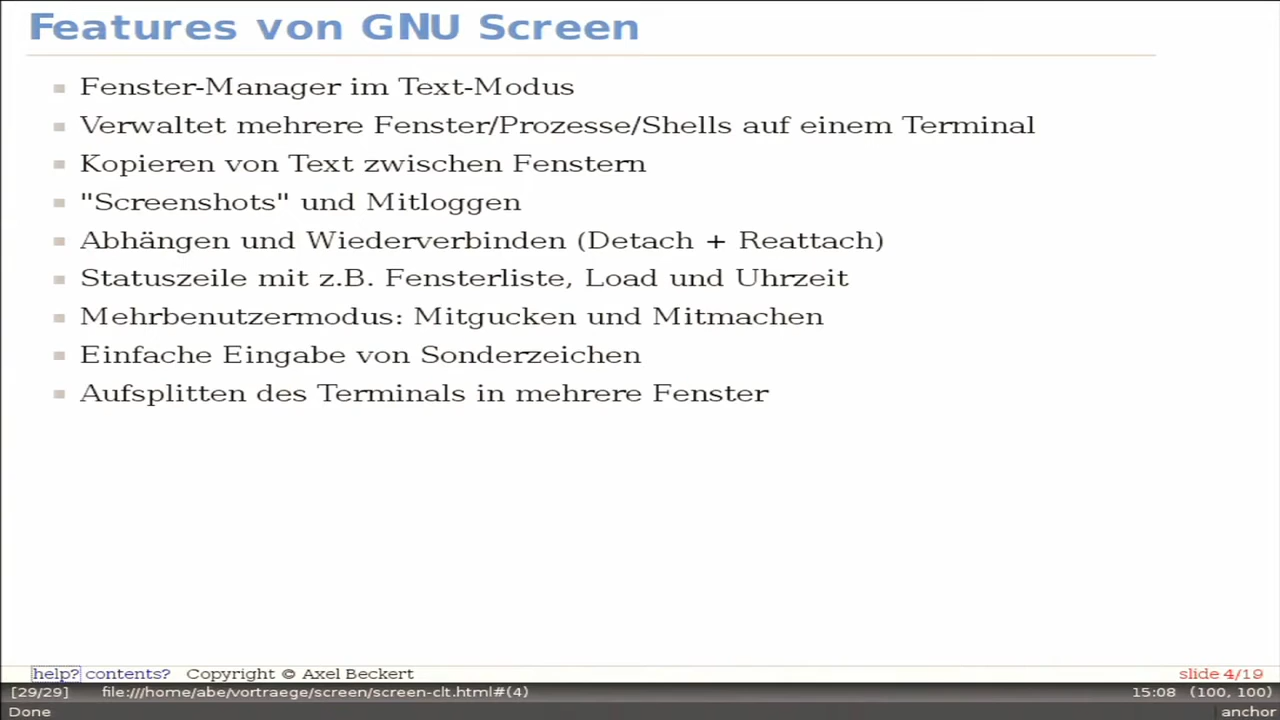 Features von GNU Screen
Fenster-Manager im Text-Modus
Verwaltet mehrere Fenster/Prozesse/Shells auf einem Terminal
Kopieren von Text zwischen Fenstern
"Screenshots" und Mitloggen
Abhängen und Wiederverbinden (Detach + Reattach)
Statuszeile mit z.B. Fensterliste, Load und Uhrzeit
Mehrbenutzermodus: Mitgucken und Mitmachen
Einfache Eingabe von Sonderzeichen
Aufsplitten des Terminals in mehrere Fenster
help? contents? Copyright © Axel Beckert slide 4/19
[29/29] file:///home/abe/vortraege/screen/screen-clt.html#(4) 15:08 (100, 100)
Done anchor